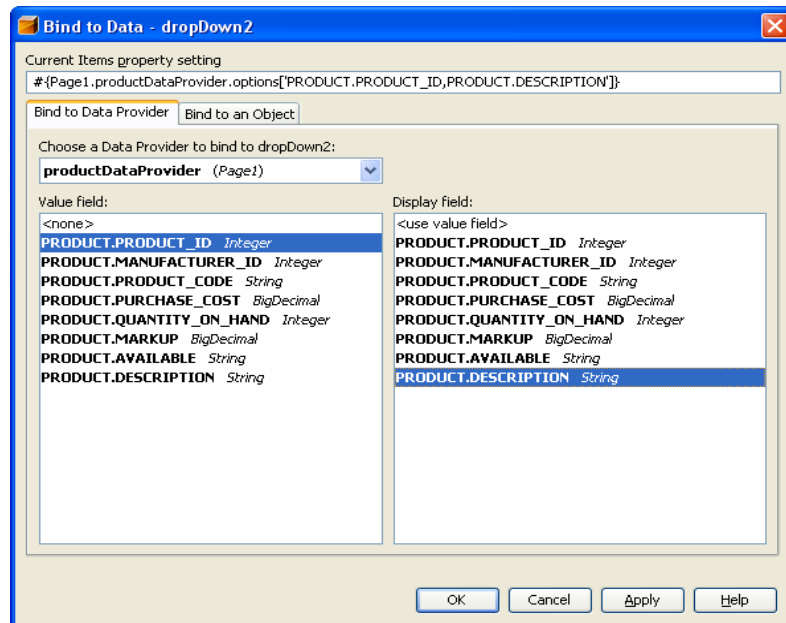 Bind to Data - dropDown2
Current Items property setting
#{Page1.productDataProvider.options['PRODUCT.PRODUCT_ID,PRODUCT.DESCRIPTION']}
Bind to Data Provider Bind to an Object
Choose a Data Provider to bind to dropDown2:
productDataProvider (Page1)
Value field:
<none>
PRODUCT.PRODUCT_ID Integer
PRODUCT.MANUFACTURER_ID Integer
PRODUCT.PRODUCT_CODE String
PRODUCT.PURCHASE_COST BigDecimal
PRODUCT.QUANTITY_ON_HAND Integer
PRODUCT.MARKUP BigDecimal
PRODUCT.AVAILABLE String
PRODUCT.DESCRIPTION String
Display field:
<use value field>
PRODUCT.PRODUCT_ID Integer
PRODUCT.MANUFACTURER_ID Integer
PRODUCT.PRODUCT_CODE String
PRODUCT.PURCHASE_COST BigDecimal
PRODUCT.QUANTITY_ON_HAND Integer
PRODUCT.MARKUP BigDecimal
PRODUCT.AVAILABLE String
PRODUCT.DESCRIPTION String
OK Cancel Apply Help